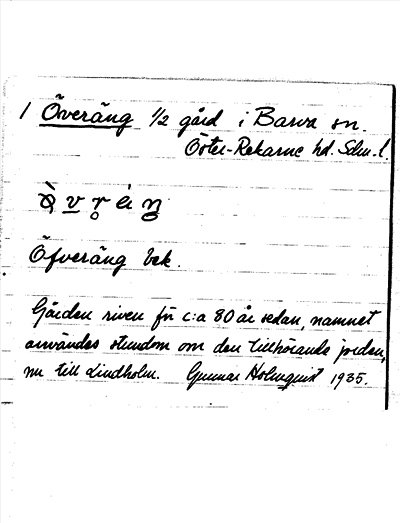 1 Överäng 1/2 gård i Barva sn.
Öster-Rekarne hd. Sdm. l.
Öfveräng bek.
Gården riven för c:a 80 år sedan, namnet
användes stundom om den tillhörande jorden,
nu till Lindholm. Gunnar Holmquist 1935.